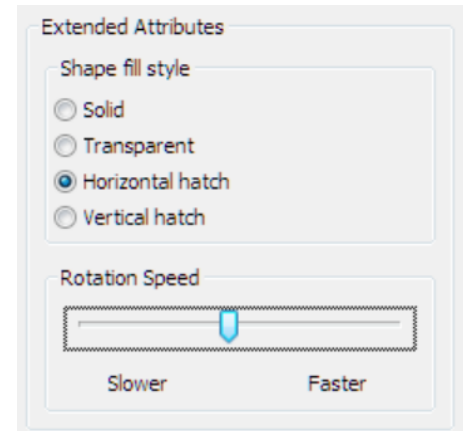 Extended Attributes
Shape fill style
Solid
Transparent
Horizontal hatch
Vertical hatch
Rotation Speed
Slower Faster